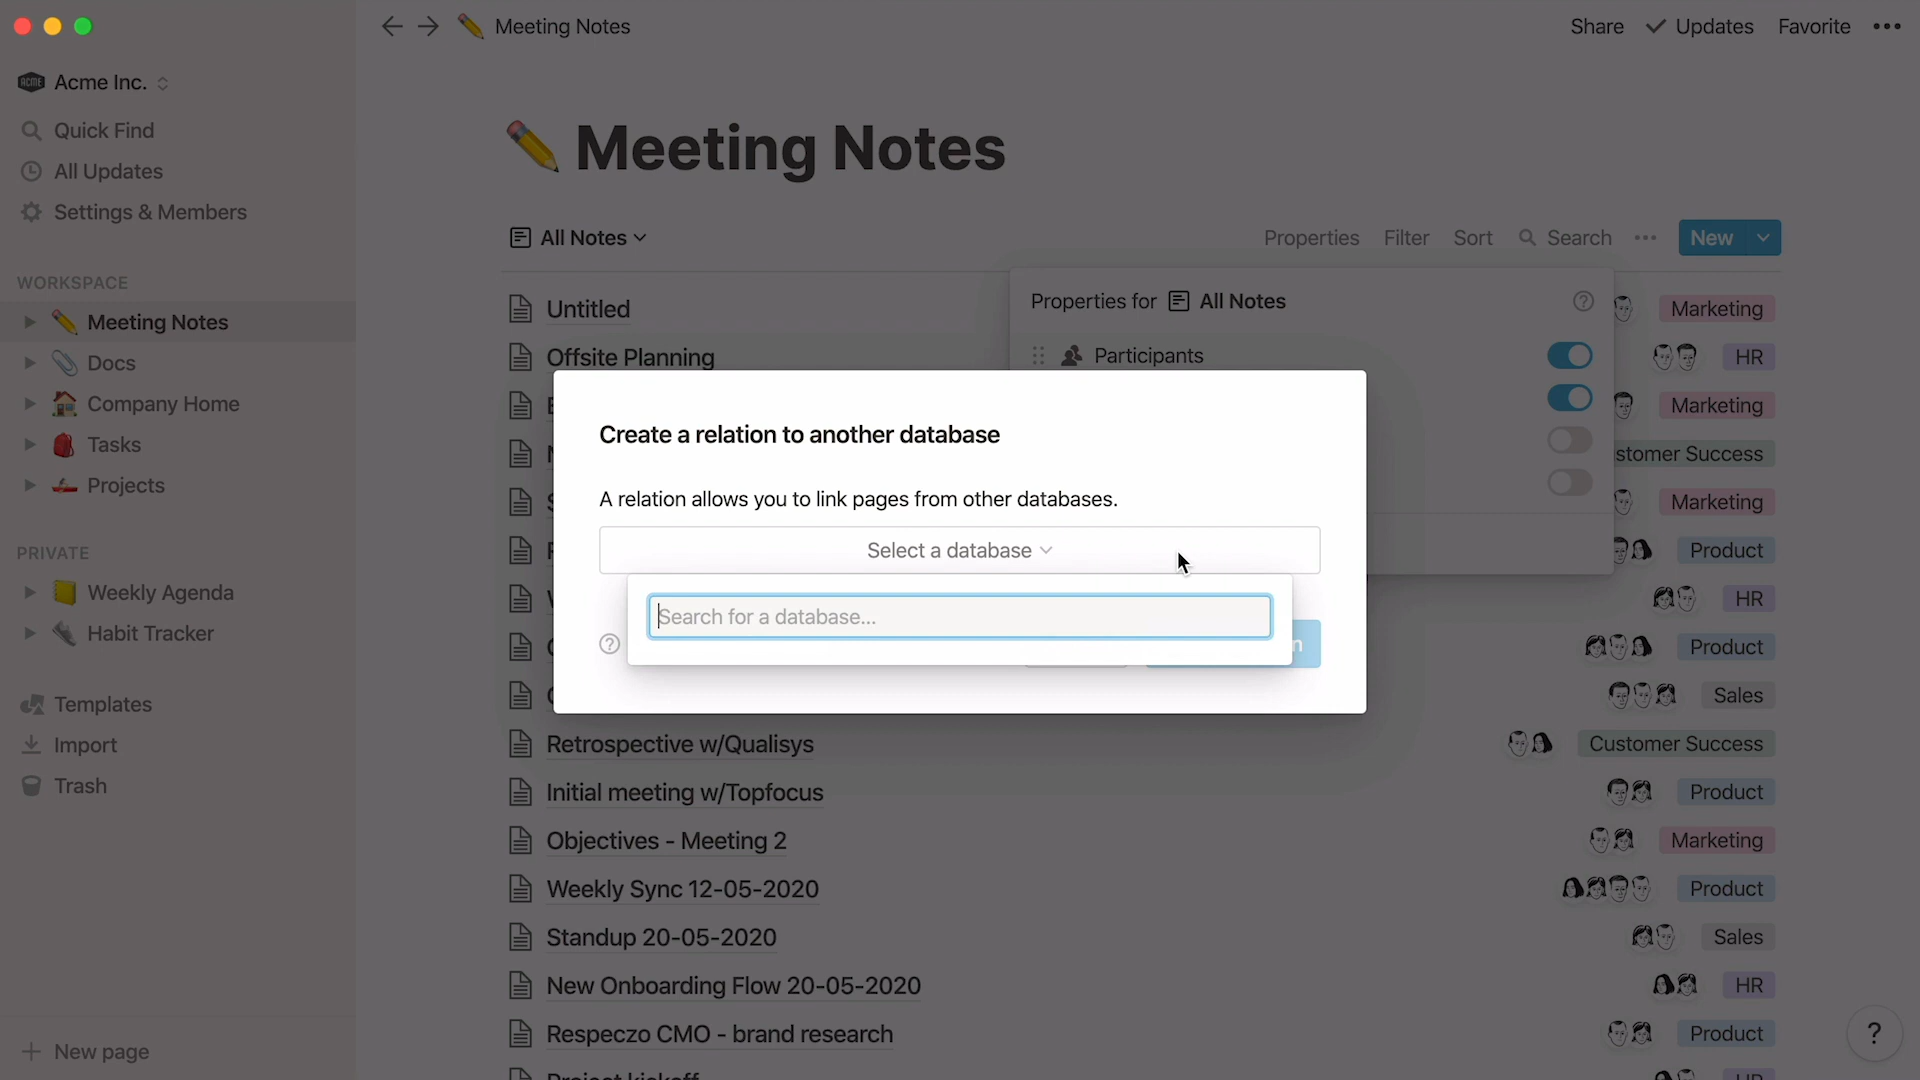 Meeting Notes
Share
Updates
Favorite
ACME
Acme Inc.
Quick Find
All Updates
Settings & Members
WORKSPACE
Meeting Notes
Docs
Company Home
Tasks
Projects
PRIVATE
Weekly Agenda
Habit Tracker
Templates
Import
Trash
New page
Meeting Notes
All Notes
Properties
Filter
Sort
Search
New
Properties for All Notes
Participants
Untitled
Marketing
Offsite Planning
HR
Marketing
stomer Success
Marketing
Product
HR
Product
Sales
Create a relation to another database
A relation allows you to link pages from other databases.
Select a database
Search for a database...
Retrospective w/Qualisys
Customer Success
Initial meeting w/Topfocus
Product
Objectives - Meeting 2
Marketing
Weekly Sync 12-05-2020
Product
Standup 20-05-2020
Sales
New Onboarding Flow 20-05-2020
HR
Respeczo CMO - brand research
Product
Project kickoff
HR
?